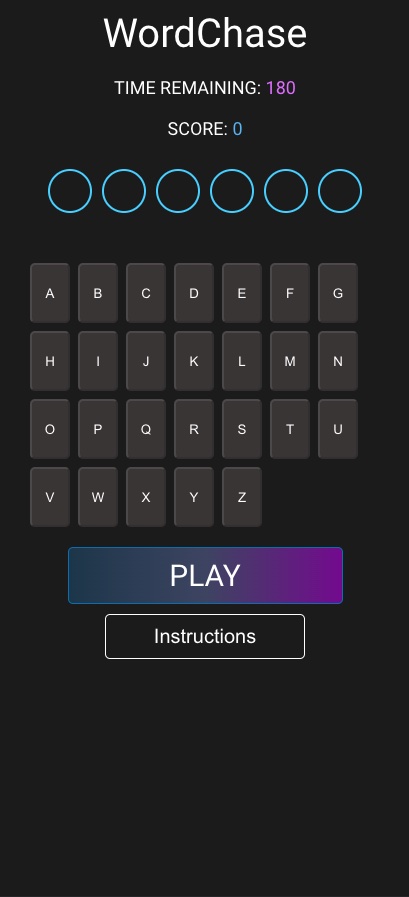 WordChase
TIME REMAINING: 180
SCORE: 0
A B C D E F G
H I J K L M N
O P Q R S T U
V W X Y Z
PLAY
Instructions